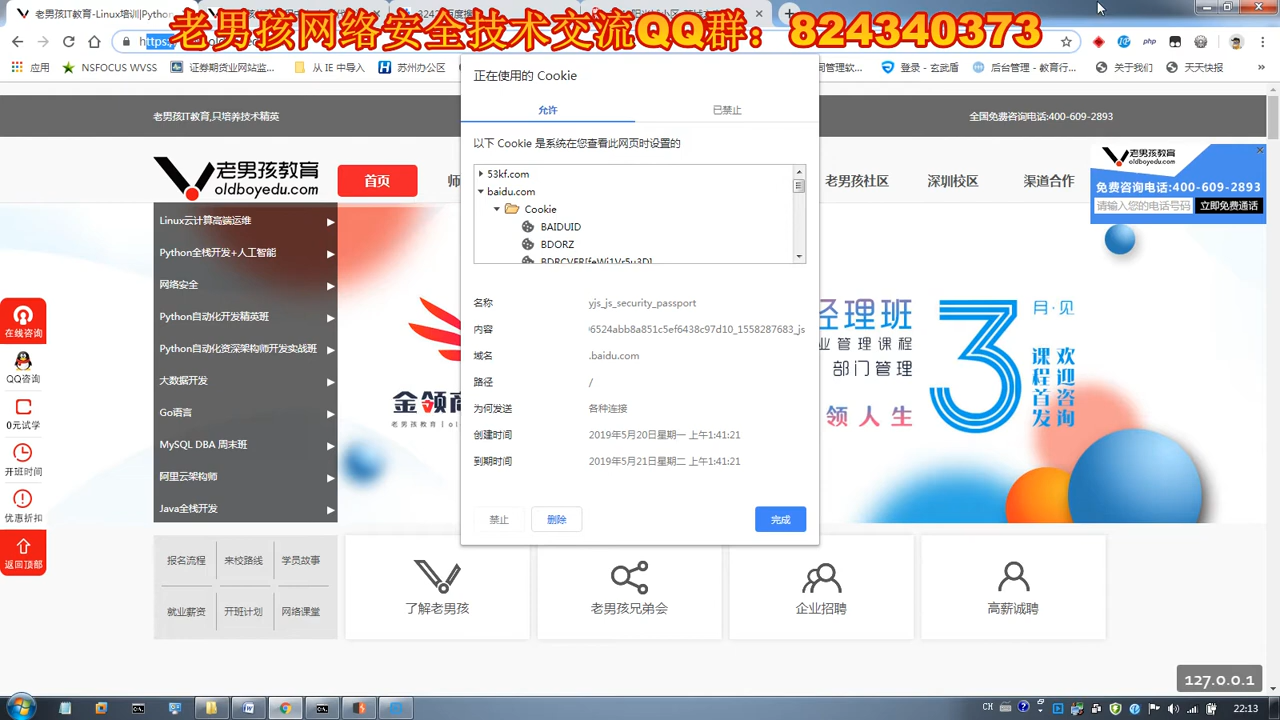 老男孩IT教育-Linux培训|Python
老男孩网络安全技术交流QQ群：824340373
应用
NSFOCUS WVSS
证券期货业网站监...
从 IE 中导入
苏州办公区
登录 - 玄武盾
后台管理 - 教育行...
关于我们
天天快报
»
老男孩IT教育,只培养技术精英
全国免费咨询电话:400-609-2893
老男孩教育
oldboyedu.com
首页
师
老男孩社区
深圳校区
渠道合作
老男孩教育
oldboyedu.com
免费咨询电话:400-609-2893
请输入您的电话号码
立即免费通话
Linux云计算高端运维
Python全栈开发+人工智能
网络安全
Python自动化开发精英班
Python自动化资深架构师开发实战班
大数据开发
Go语言
MySQL DBA 周末班
阿里云架构师
Java全栈开发
在线咨询
QQ咨询
0元试学
开班时间
优惠折扣
返回顶部
正在使用的 Cookie
允许
已禁止
以下 Cookie 是系统在您查看此网页时设置的
53kf.com
baidu.com
Cookie
BAIDUID
BDORZ
BDRCVFR[feWj1Vr5u3D]
名称 yjs_js_security_passport
内容 96524abb8a851c5ef6438c97d10_1558287683_js
域名 .baidu.com
路径 /
为何发送 各种连接
创建时间 2019年5月20日星期一 上午1:41:21
到期时间 2019年5月21日星期二 上午1:41:21
禁止
删除
完成
经理班
业管理课程
部门管理
领人生
3
月·见
课程首发
欢迎咨询
报名流程
来校路线
学员故事
就业薪资
开班计划
网络课堂
了解老男孩
老男孩兄弟会
企业招聘
高薪诚聘
127.0.0.1
CH
22:13